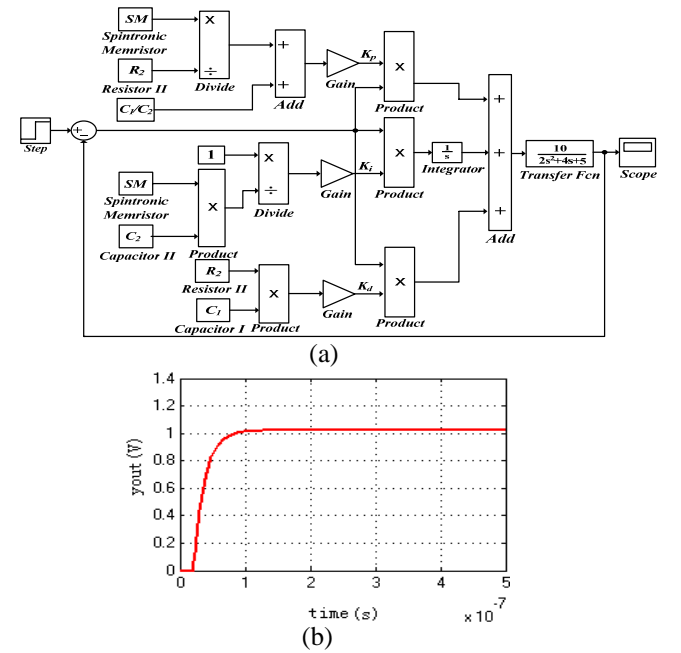 SM
Spintronic
Memristor
R2
Resistor II
C1/C2
×
÷
Divide
+
+
Add
Gain
Kp
×
Product
Step
−
1
×
÷
Divide
Gain
Ki
×
Product
1/s
Integrator
+
+
+
Add
10
2s²+4s+5
Transfer Fcn
Scope
SM
Spintronic
Memristor
C2
Capacitor II
×
Product
R2
Resistor II
C1
Capacitor I
×
Product
Gain
Kd
×
Product
(a)
1.4
1.2
1
0.8
0.6
0.4
0.2
0
0 1 2 3 4 5
yout(V)
time(s)
×10⁻⁷
(b)